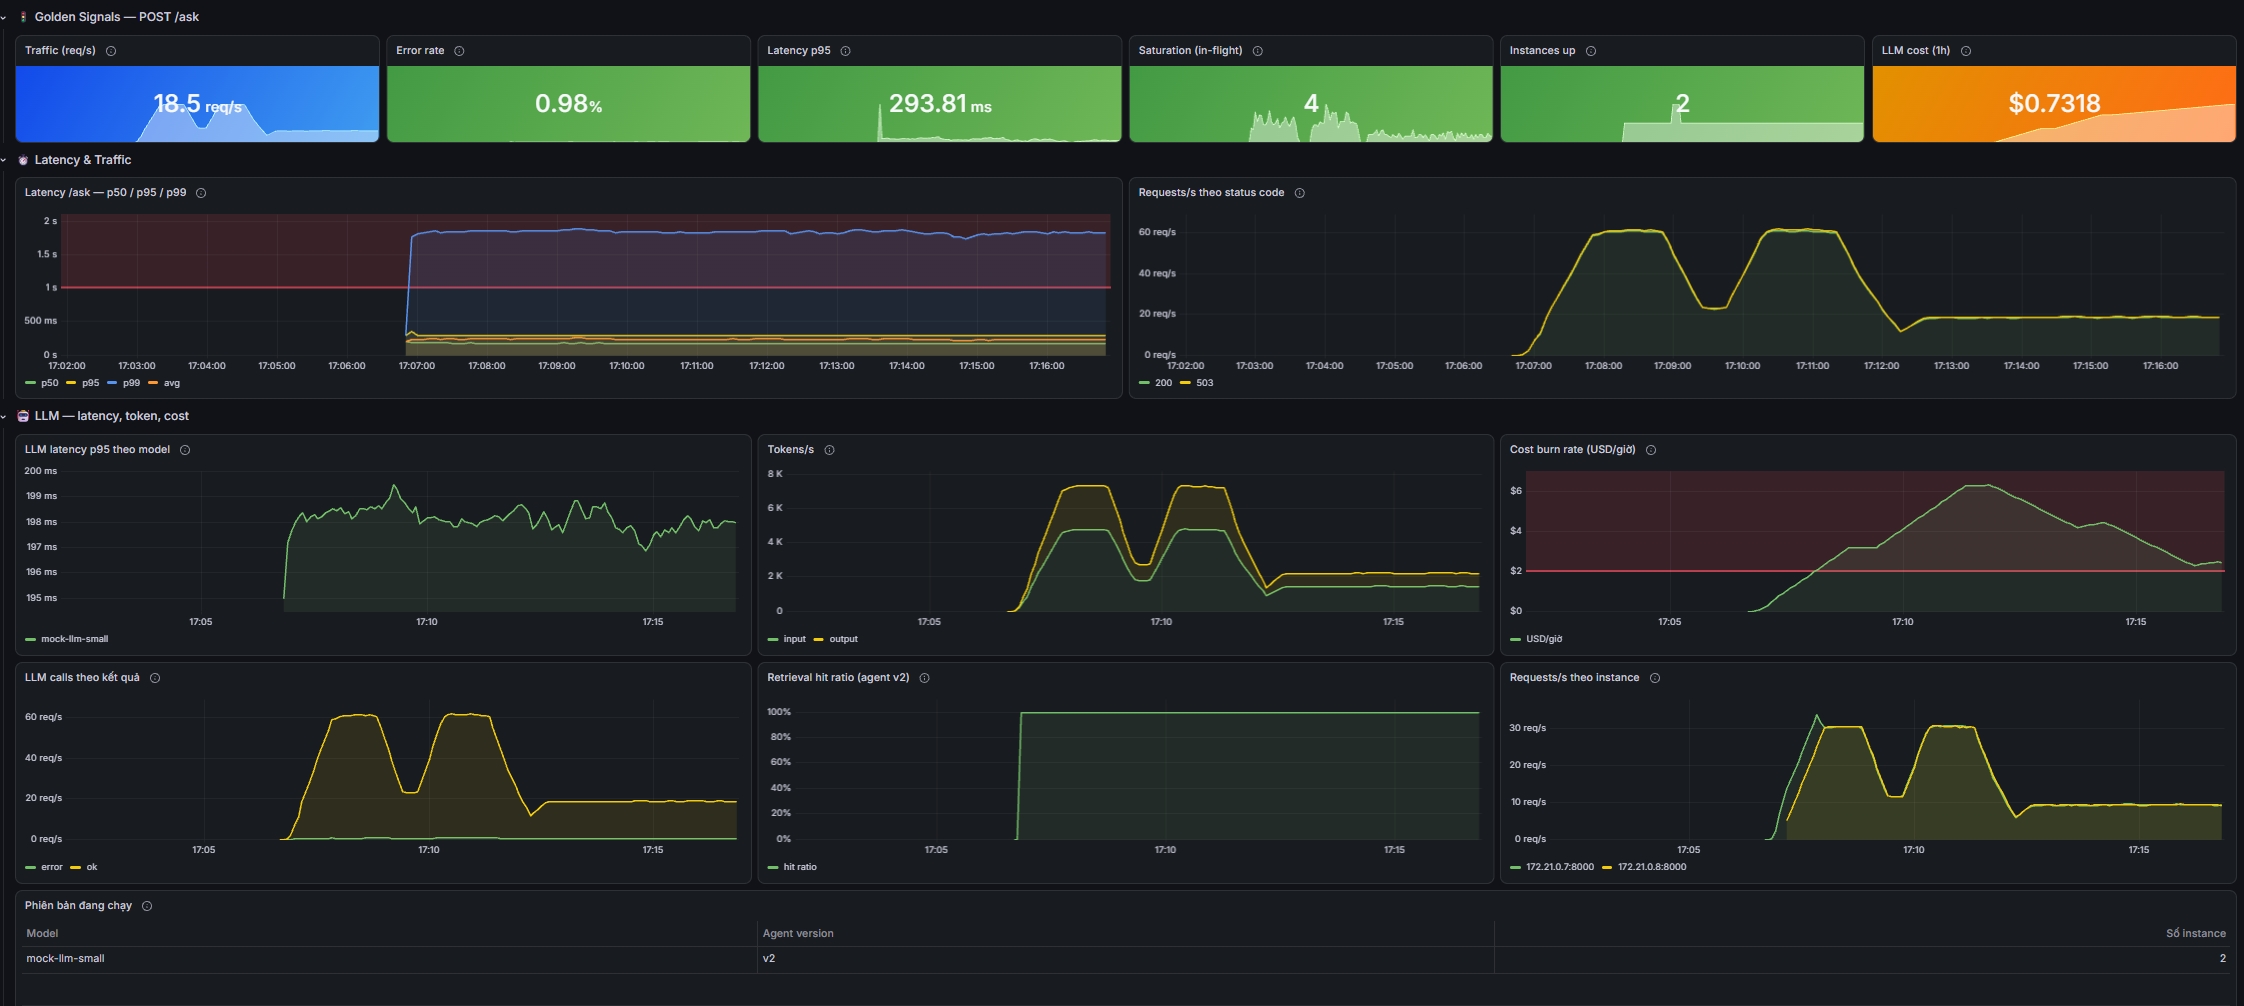 Golden Signals — POST /ask
Traffic (req/s)
18.5 req/s
Error rate
0.98%
Latency p95
293.81 ms
Saturation (in-flight)
4
Instances up
2
LLM cost (1h)
$0.7318
Latency & Traffic
Latency /ask — p50 / p95 / p99
2 s
1.5 s
1 s
500 ms
0 s
17:02:00 17:03:00 17:04:00 17:05:00 17:06:00 17:07:00 17:08:00 17:09:00 17:10:00 17:11:00 17:12:00 17:13:00 17:14:00 17:15:00 17:16:00
p50 p95 p99 avg
Requests/s theo status code
60 req/s
40 req/s
20 req/s
0 req/s
17:02:00 17:03:00 17:04:00 17:05:00 17:06:00 17:07:00 17:08:00 17:09:00 17:10:00 17:11:00 17:12:00 17:13:00 17:14:00 17:15:00 17:16:00
200 503
LLM — latency, token, cost
LLM latency p95 theo model
200 ms
199 ms
198 ms
197 ms
196 ms
195 ms
17:05 17:10 17:15
mock-llm-small
Tokens/s
8 K
6 K
4 K
2 K
0
17:05 17:10 17:15
input output
Cost burn rate (USD/giờ)
$6
$4
$2
$0
17:05 17:10 17:15
USD/giờ
LLM calls theo kết quả
60 req/s
40 req/s
20 req/s
0 req/s
17:05 17:10 17:15
error ok
Retrieval hit ratio (agent v2)
100%
80%
60%
40%
20%
0%
17:05 17:10 17:15
hit ratio
Requests/s theo instance
30 req/s
20 req/s
10 req/s
0 req/s
17:05 17:10 17:15
172.21.0.7:8000 172.21.0.8:8000
Phiên bản đang chạy
Model Agent version Số instance
mock-llm-small v2 2